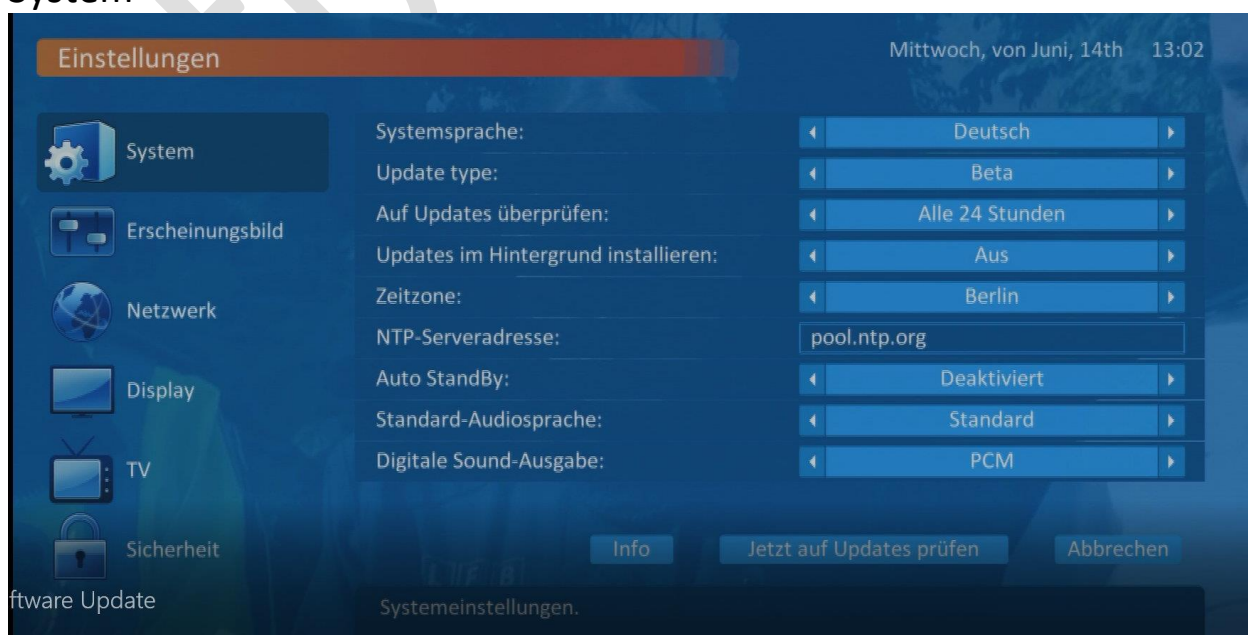 System
Einstellungen
Mittwoch, von Juni, 14th 13:02
System
Erscheinungsbild
Netzwerk
Display
TV
Sicherheit
Systemsprache: Deutsch
Update type: Beta
Auf Updates überprüfen: Alle 24 Stunden
Updates im Hintergrund installieren: Aus
Zeitzone: Berlin
NTP-Serveradresse: pool.ntp.org
Auto StandBy: Deaktiviert
Standard-Audiosprache: Standard
Digitale Sound-Ausgabe: PCM
Info Jetzt auf Updates prüfen Abbrechen
ftware Update
Systemeinstellungen.